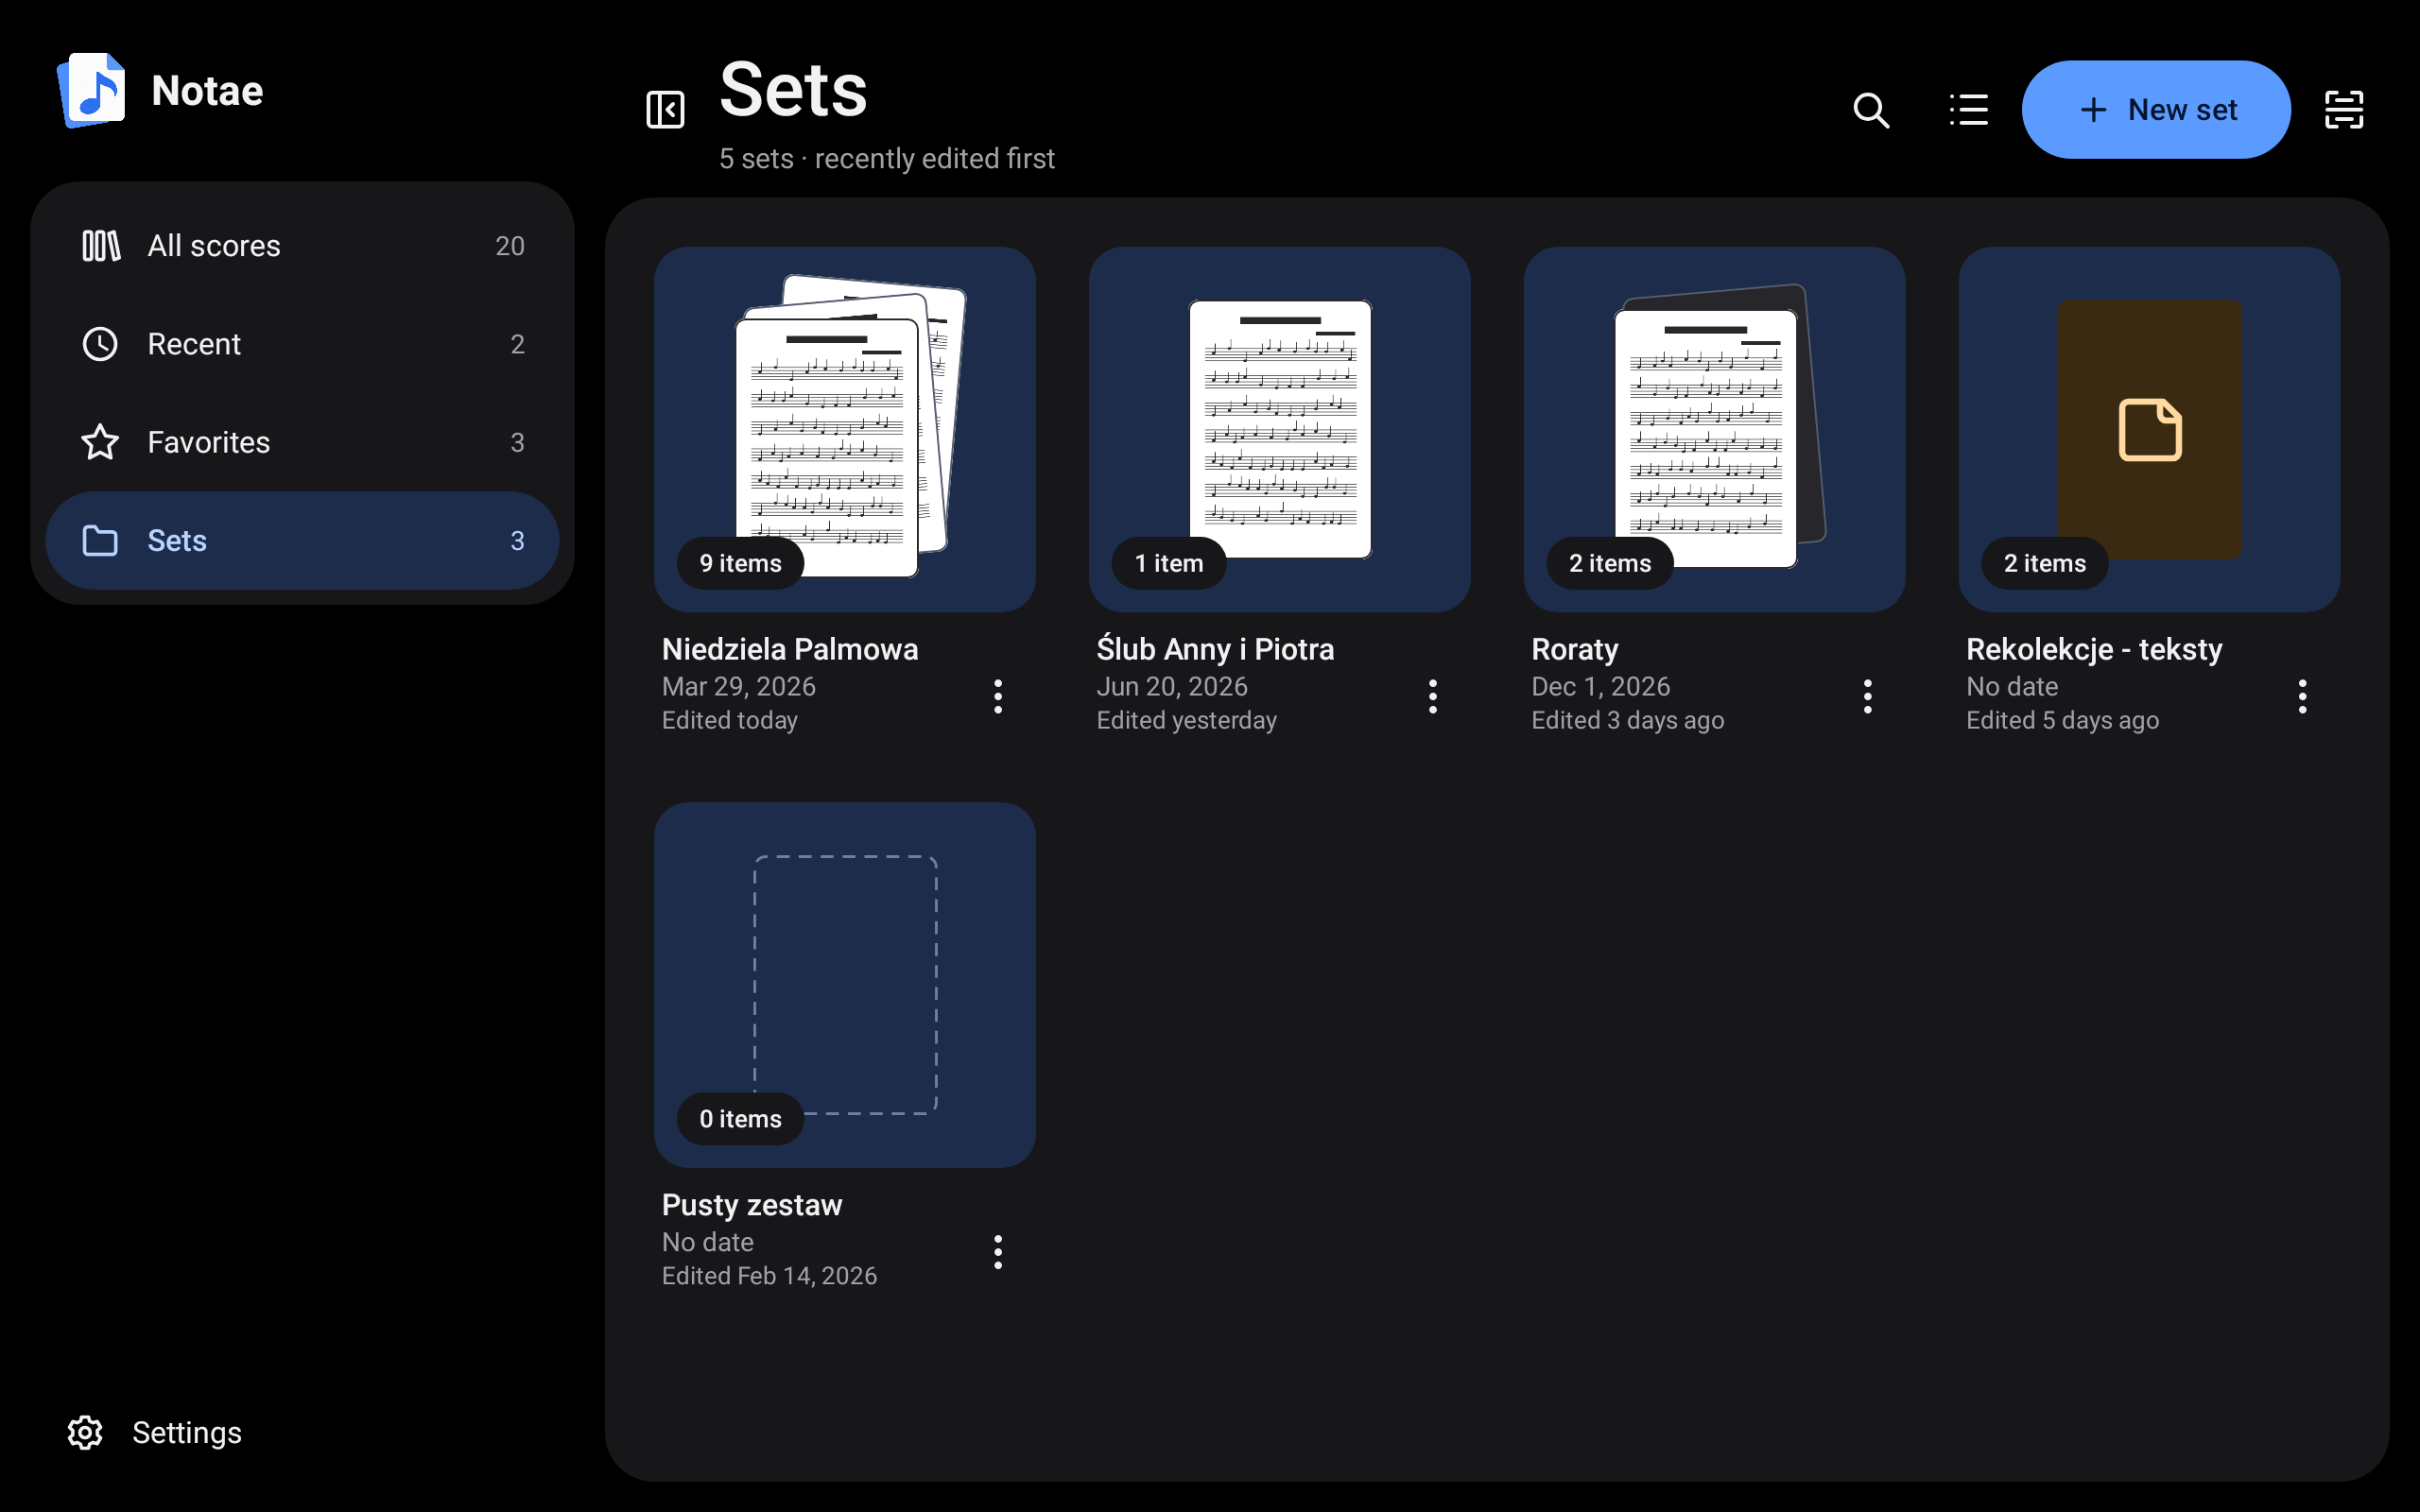 Notae
All scores 20
Recent 2
Favorites 3
Sets 3
Settings
Sets
5 sets · recently edited first
New set
9 items
Niedziela Palmowa
Mar 29, 2026
Edited today
1 item
Ślub Anny i Piotra
Jun 20, 2026
Edited yesterday
2 items
Roraty
Dec 1, 2026
Edited 3 days ago
2 items
Rekolekcje - teksty
No date
Edited 5 days ago
0 items
Pusty zestaw
No date
Edited Feb 14, 2026